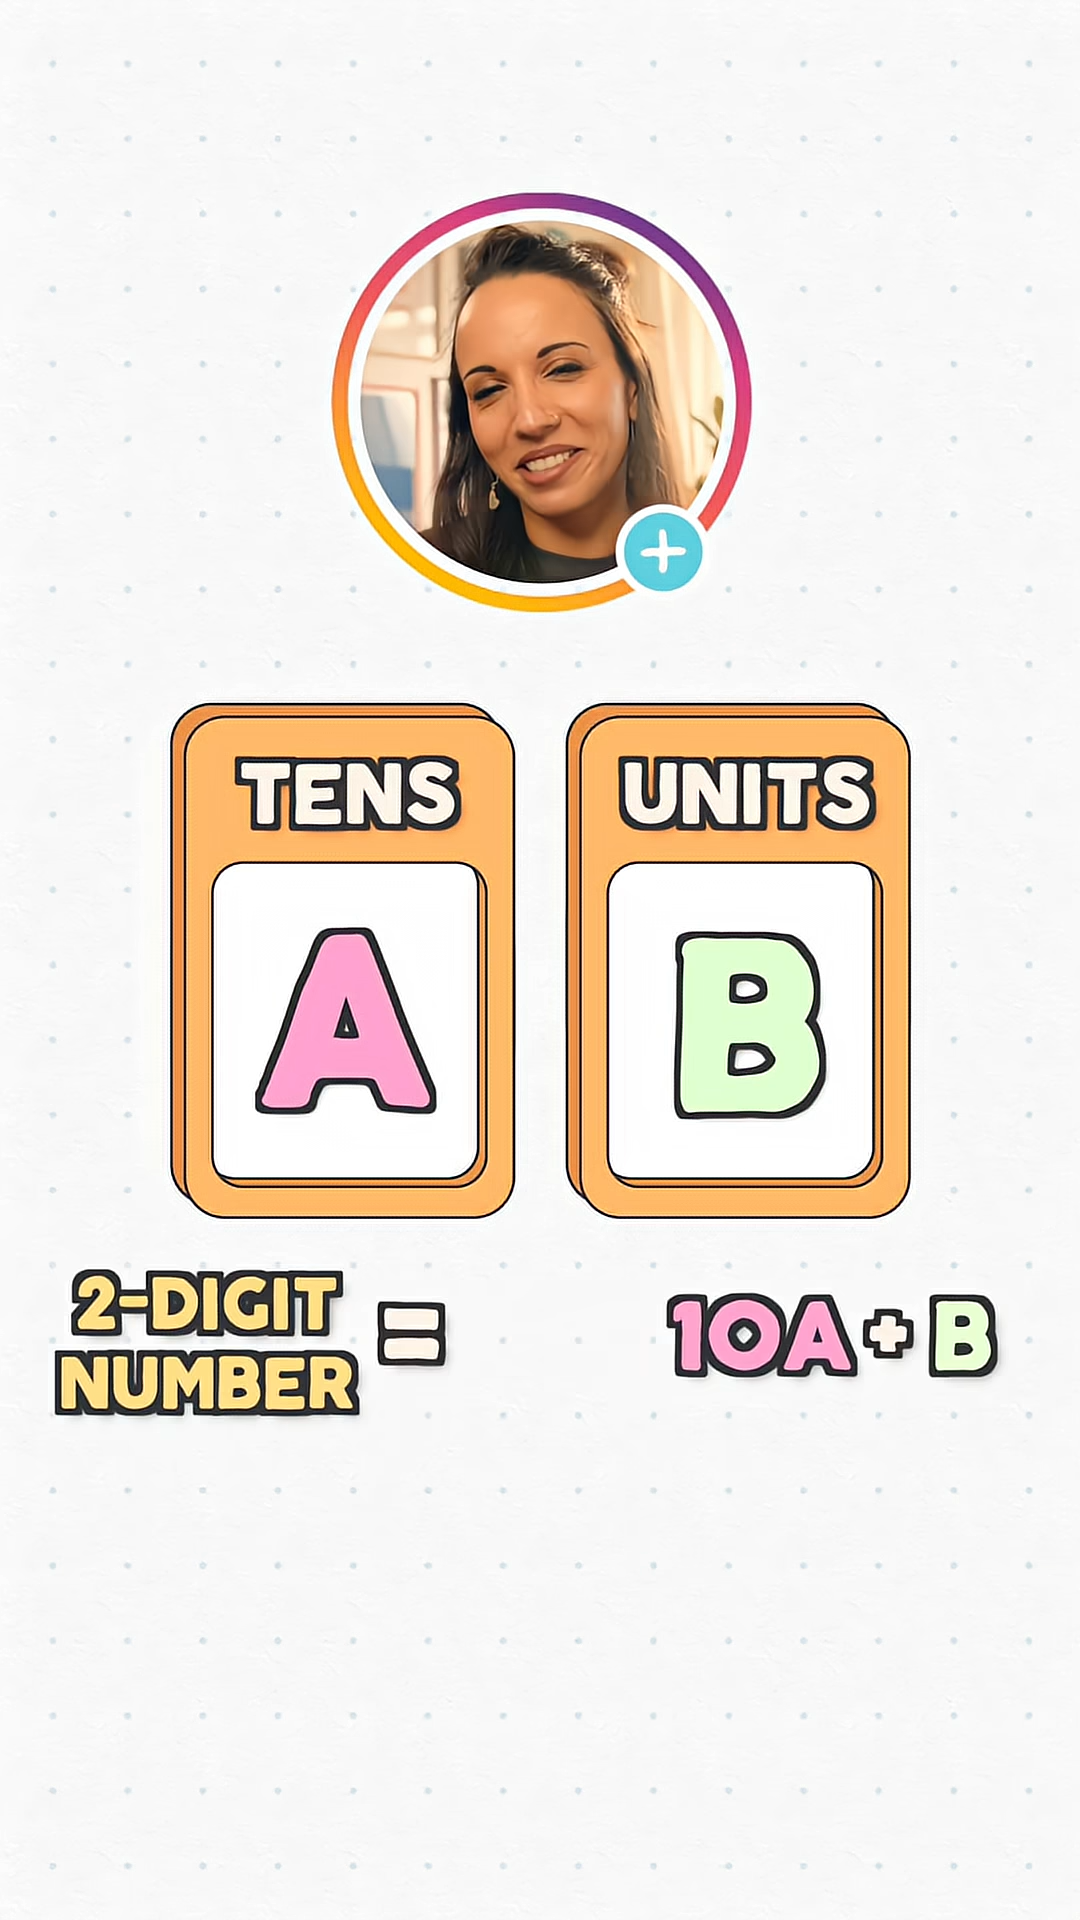 TENS
UNITS
A
B
2-DIGIT
NUMBER
=
10A + B